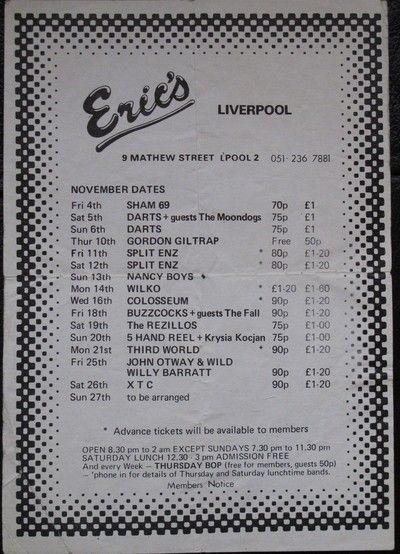 Eric's
LIVERPOOL
9 MATHEW STREET L'POOL 2 051-236 7881
NOVEMBER DATES
Fri 4th SHAM 69 70p £1
Sat 5th DARTS + guests The Moondogs 75p £1
Sun 6th DARTS 75p £1
Thur 10th GORDON GILTRAP Free 50p
Fri 11th SPLIT ENZ * 80p £1-20
Sat 12th SPLIT ENZ * 80p £1-20
Sun 13th NANCY BOYS *
Mon 14th WILKO * £1-20 £1-60
Wed 16th COLOSSEUM * 90p £1-20
Fri 18th BUZZCOCKS + guests The Fall 90p £1-20
Sat 19th The REZILLOS 75p £1-00
Sun 20th 5 HAND REEL + Krysia Kocjan 75p £1-00
Mon 21st THIRD WORLD * 90p £1-20
Fri 25th JOHN OTWAY & WILD
WILLY BARRATT 90p £1-20
Sat 26th X T C 90p £1-20
Sun 27th to be arranged
* Advance tickets will be available to members
OPEN 8.30 pm to 2 am EXCEPT SUNDAYS 7.30 pm to 11.30 pm
SATURDAY LUNCH 12.30 - 3 pm ADMISSION FREE
And every Week — THURSDAY BOP (free for members, guests 50p)
— 'phone in for details of Thursday and Saturday lunchtime bands.
Members Notice